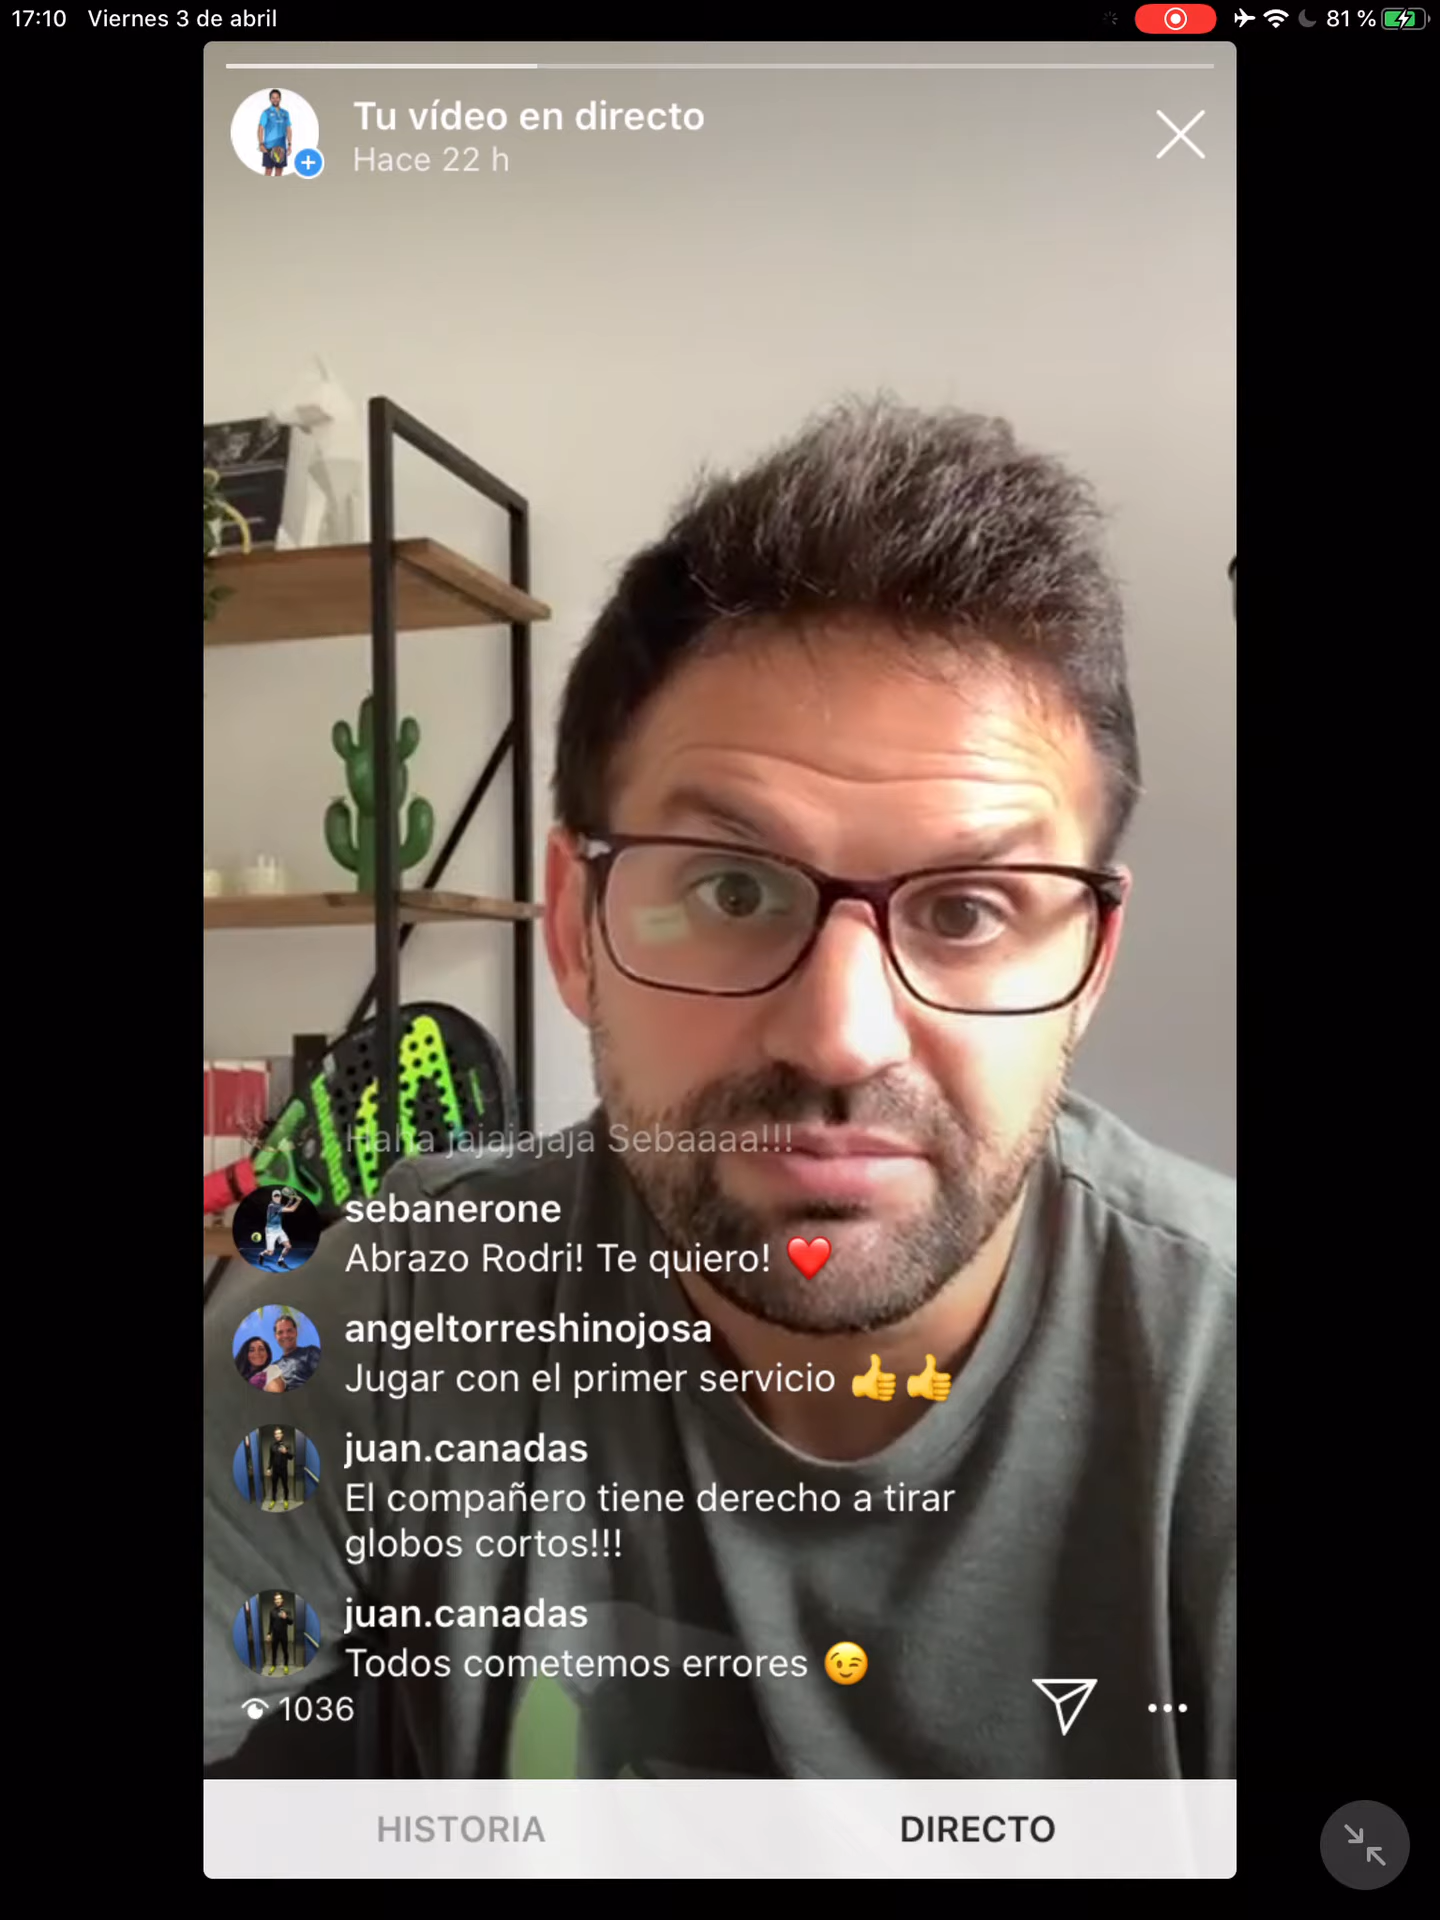 17:10 Viernes 3 de abril
81 %
Tu vídeo en directo
Hace 22 h
Haha jajajajaja Sebaaaa!!!
sebanerone
Abrazo Rodri! Te quiero! ❤️
angeltorreshinojosa
Jugar con el primer servicio 👍👍
juan.canadas
El compañero tiene derecho a tirar
globos cortos!!!
juan.canadas
Todos cometemos errores 😉
1036
HISTORIA
DIRECTO